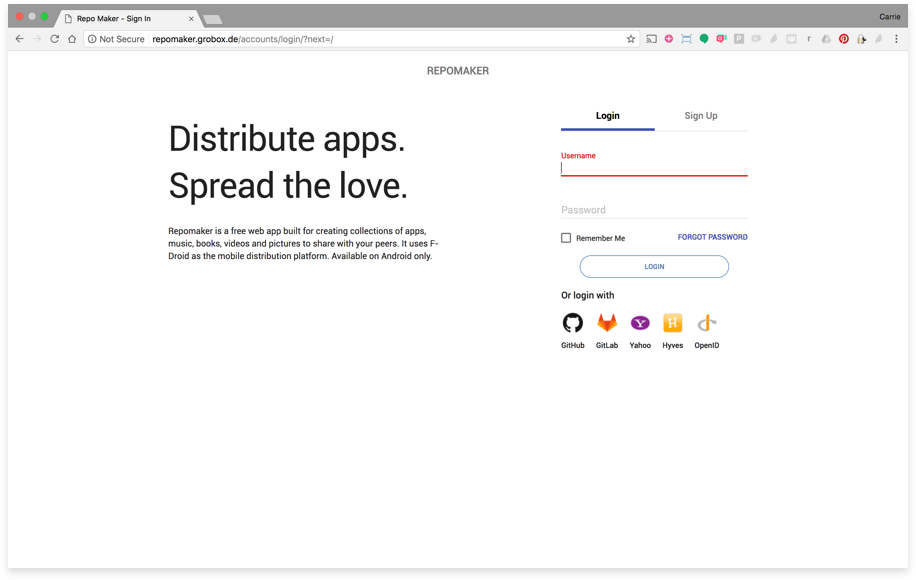 Repo Maker - Sign In
Carrie
Not Secure
repomaker.grobox.de/accounts/login/?next=/
REPOMAKER
Distribute apps.
Spread the love.
Repomaker is a free web app built for creating collections of apps,
music, books, videos and pictures to share with your peers. It uses F-
Droid as the mobile distribution platform. Available on Android only.
Login Sign Up
Username
Password
Remember Me FORGOT PASSWORD
LOGIN
Or login with
GitHub GitLab Yahoo Hyves OpenID